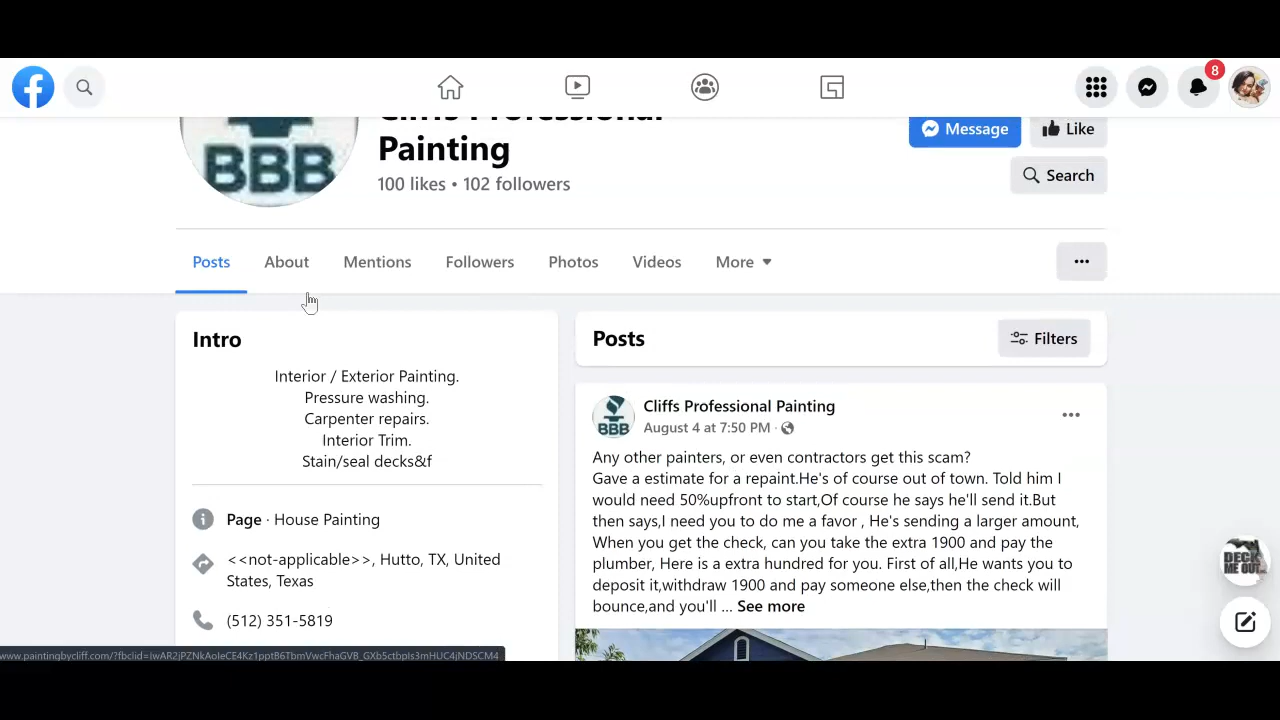 8
Cliffs Professional
Painting
100 likes • 102 followers
Message
Like
Search
BBB
Posts
About
Mentions
Followers
Photos
Videos
More
Intro
Interior / Exterior Painting.
Pressure washing.
Carpenter repairs.
Interior Trim.
Stain/seal decks&f
Page · House Painting
<<not-applicable>>, Hutto, TX, United
States, Texas
(512) 351-5819
Posts
Filters
BBB
Cliffs Professional Painting
August 4 at 7:50 PM ·
Any other painters, or even contractors get this scam?
Gave a estimate for a repaint.He's of course out of town. Told him I
would need 50%upfront to start,Of course he says he'll send it.But
then says,I need you to do me a favor , He's sending a larger amount,
When you get the check, can you take the extra 1900 and pay the
plumber, Here is a extra hundred for you. First of all,He wants you to
deposit it,withdraw 1900 and pay someone else,then the check will
bounce,and you'll ... See more
DECK
ME OUT